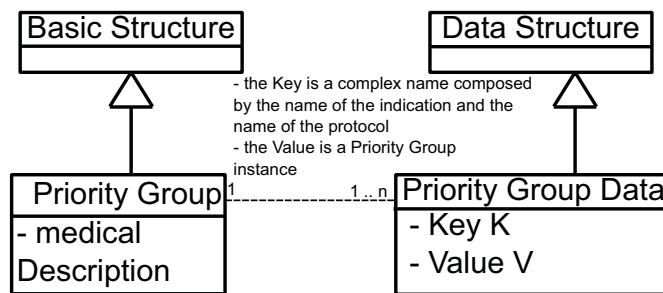 Basic Structure
Data Structure
- the Key is a complex name composed
by the name of the indication and the
name of the protocol
- the Value is a Priority Group
instance
Priority Group
1
1 .. n
Priority Group Data
- medical
Description
- Key K
- Value V